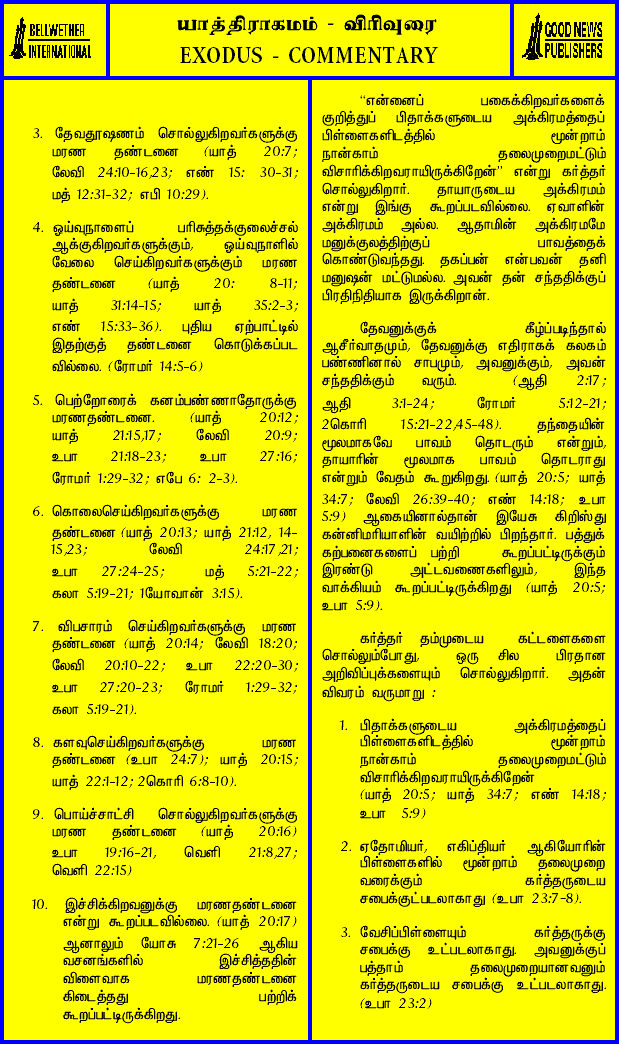 BELLWETHER
INTERNATIONAL
யாத்திராகமம் - விரிவுரை
EXODUS - COMMENTARY
GOOD NEWS
PUBLISHERS
3. தேவதூஷணம் சொல்லுகிறவர்களுக்கு
மரண தண்டனை (யாத் 20:7;
லேவி 24:10-16,23; எண் 15: 30-31;
மத் 12:31-32; எபி 10:29).
4. ஓய்வுநாளைப் பரிசுத்தக்குலைச்சல்
ஆக்குகிறவர்களுக்கும், ஓய்வுநாளில்
வேலை செய்கிறவர்களுக்கும் மரண
தண்டனை (யாத் 20: 8-11;
யாத் 31:14-15; யாத் 35:2-3;
எண் 15:33-36). புதிய ஏற்பாட்டில்
இதற்குத் தண்டனை கொடுக்கப்பட
வில்லை. (ரோமர் 14:5-6)
5. பெற்றோரைக் கனம்பண்ணாதோருக்கு
மரணதண்டனை. (யாத் 20:12;
யாத் 21:15,17; லேவி 20:9;
உபா 21:18-23; உபா 27:16;
ரோமர் 1:29-32; எபே 6: 2-3).
6. கொலைசெய்கிறவர்களுக்கு மரண
தண்டனை (யாத் 20:13; யாத் 21:12, 14-
15,23; லேவி 24:17,21;
உபா 27:24-25; மத் 5:21-22;
கலா 5:19-21; 1யோவான் 3:15).
7. விபசாரம் செய்கிறவர்களுக்கு மரண
தண்டனை (யாத் 20:14; லேவி 18:20;
லேவி 20:10-22; உபா 22:20-30;
உபா 27:20-23; ரோமர் 1:29-32;
கலா 5:19-21).
8. களவுசெய்கிறவர்களுக்கு மரண
தண்டனை (உபா 24:7); யாத் 20:15;
யாத் 22:1-12; 2கொரி 6:8-10).
9. பொய்ச்சாட்சி சொல்லுகிறவர்களுக்கு
மரண தண்டனை (யாத் 20:16)
உபா 19:16-21, வெளி 21:8,27;
வெளி 22:15)
10. இச்சிக்கிறவனுக்கு மரணதண்டனை
என்று கூறப்படவில்லை. (யாத் 20:17)
ஆனாலும் யோசு 7:21-26 ஆகிய
வசனங்களில் இச்சித்ததின்
விளைவாக மரணதண்டனை
கிடைத்தது பற்றிக்
கூறப்பட்டிருக்கிறது.
“என்னைப் பகைக்கிறவர்களைக்
குறித்துப் பிதாக்களுடைய அக்கிரமத்தைப்
பிள்ளைகளிடத்தில் மூன்றாம்
நான்காம் தலைமுறைமட்டும்
விசாரிக்கிறவராயிருக்கிறேன்” என்று கர்த்தர்
சொல்லுகிறார். தாயாருடைய அக்கிரமம்
என்று இங்கு கூறப்படவில்லை. ஏவாளின்
அக்கிரமம் அல்ல. ஆதாமின் அக்கிரமமே
மனுக்குலத்திற்குப் பாவத்தைக்
கொண்டுவந்தது. தகப்பன் என்பவன் தனி
மனுஷன் மட்டுமல்ல. அவன் தன் சந்ததிக்குப்
பிரதிநிதியாக இருக்கிறான்.
தேவனுக்குக் கீழ்ப்படிந்தால்
ஆசீர்வாதமும், தேவனுக்கு எதிராகக் கலகம்
பண்ணினால் சாபமும், அவனுக்கும், அவன்
சந்ததிக்கும் வரும். (ஆதி 2:17;
ஆதி 3:1-24; ரோமர் 5:12-21;
2கொரி 15:21-22,45-48). தந்தையின்
மூலமாகவே பாவம் தொடரும் என்றும்,
தாயாரின் மூலமாக பாவம் தொடராது
என்றும் வேதம் கூறுகிறது. (யாத் 20:5; யாத்
34:7; லேவி 26:39-40; எண் 14:18; உபா
5:9) ஆகையினால்தான் இயேசு கிறிஸ்து
கன்னிமரியாளின் வயிற்றில் பிறந்தார். பத்துக்
கற்பனைகளைப் பற்றி கூறப்பட்டிருக்கும்
இரண்டு அட்டவணைகளிலும், இந்த
வாக்கியம் கூறப்பட்டிருக்கிறது (யாத் 20:5;
உபா 5:9).
கர்த்தர் தம்முடைய கட்டளைகளை
சொல்லும்போது, ஒரு சில பிரதான
அறிவிப்புக்களையும் சொல்லுகிறார். அதன்
விவரம் வருமாறு :
1. பிதாக்களுடைய அக்கிரமத்தைப்
பிள்ளைகளிடத்தில் மூன்றாம்
நான்காம் தலைமுறைமட்டும்
விசாரிக்கிறவராயிருக்கிறேன்
(யாத் 20:5; யாத் 34:7; எண் 14:18;
உபா 5:9)
2. ஏதோமியர், எகிப்தியர் ஆகியோரின்
பிள்ளைகளில் மூன்றாம் தலைமுறை
வரைக்கும் கர்த்தருடைய
சபைக்குட்படலாகாது (உபா 23:7-8).
3. வேசிப்பிள்ளையும் கர்த்தருக்கு
சபைக்கு உட்படலாகாது. அவனுக்குப்
பத்தாம் தலைமுறையானவனும்
கர்த்தருடைய சபைக்கு உட்படலாகாது.
(உபா 23:2)